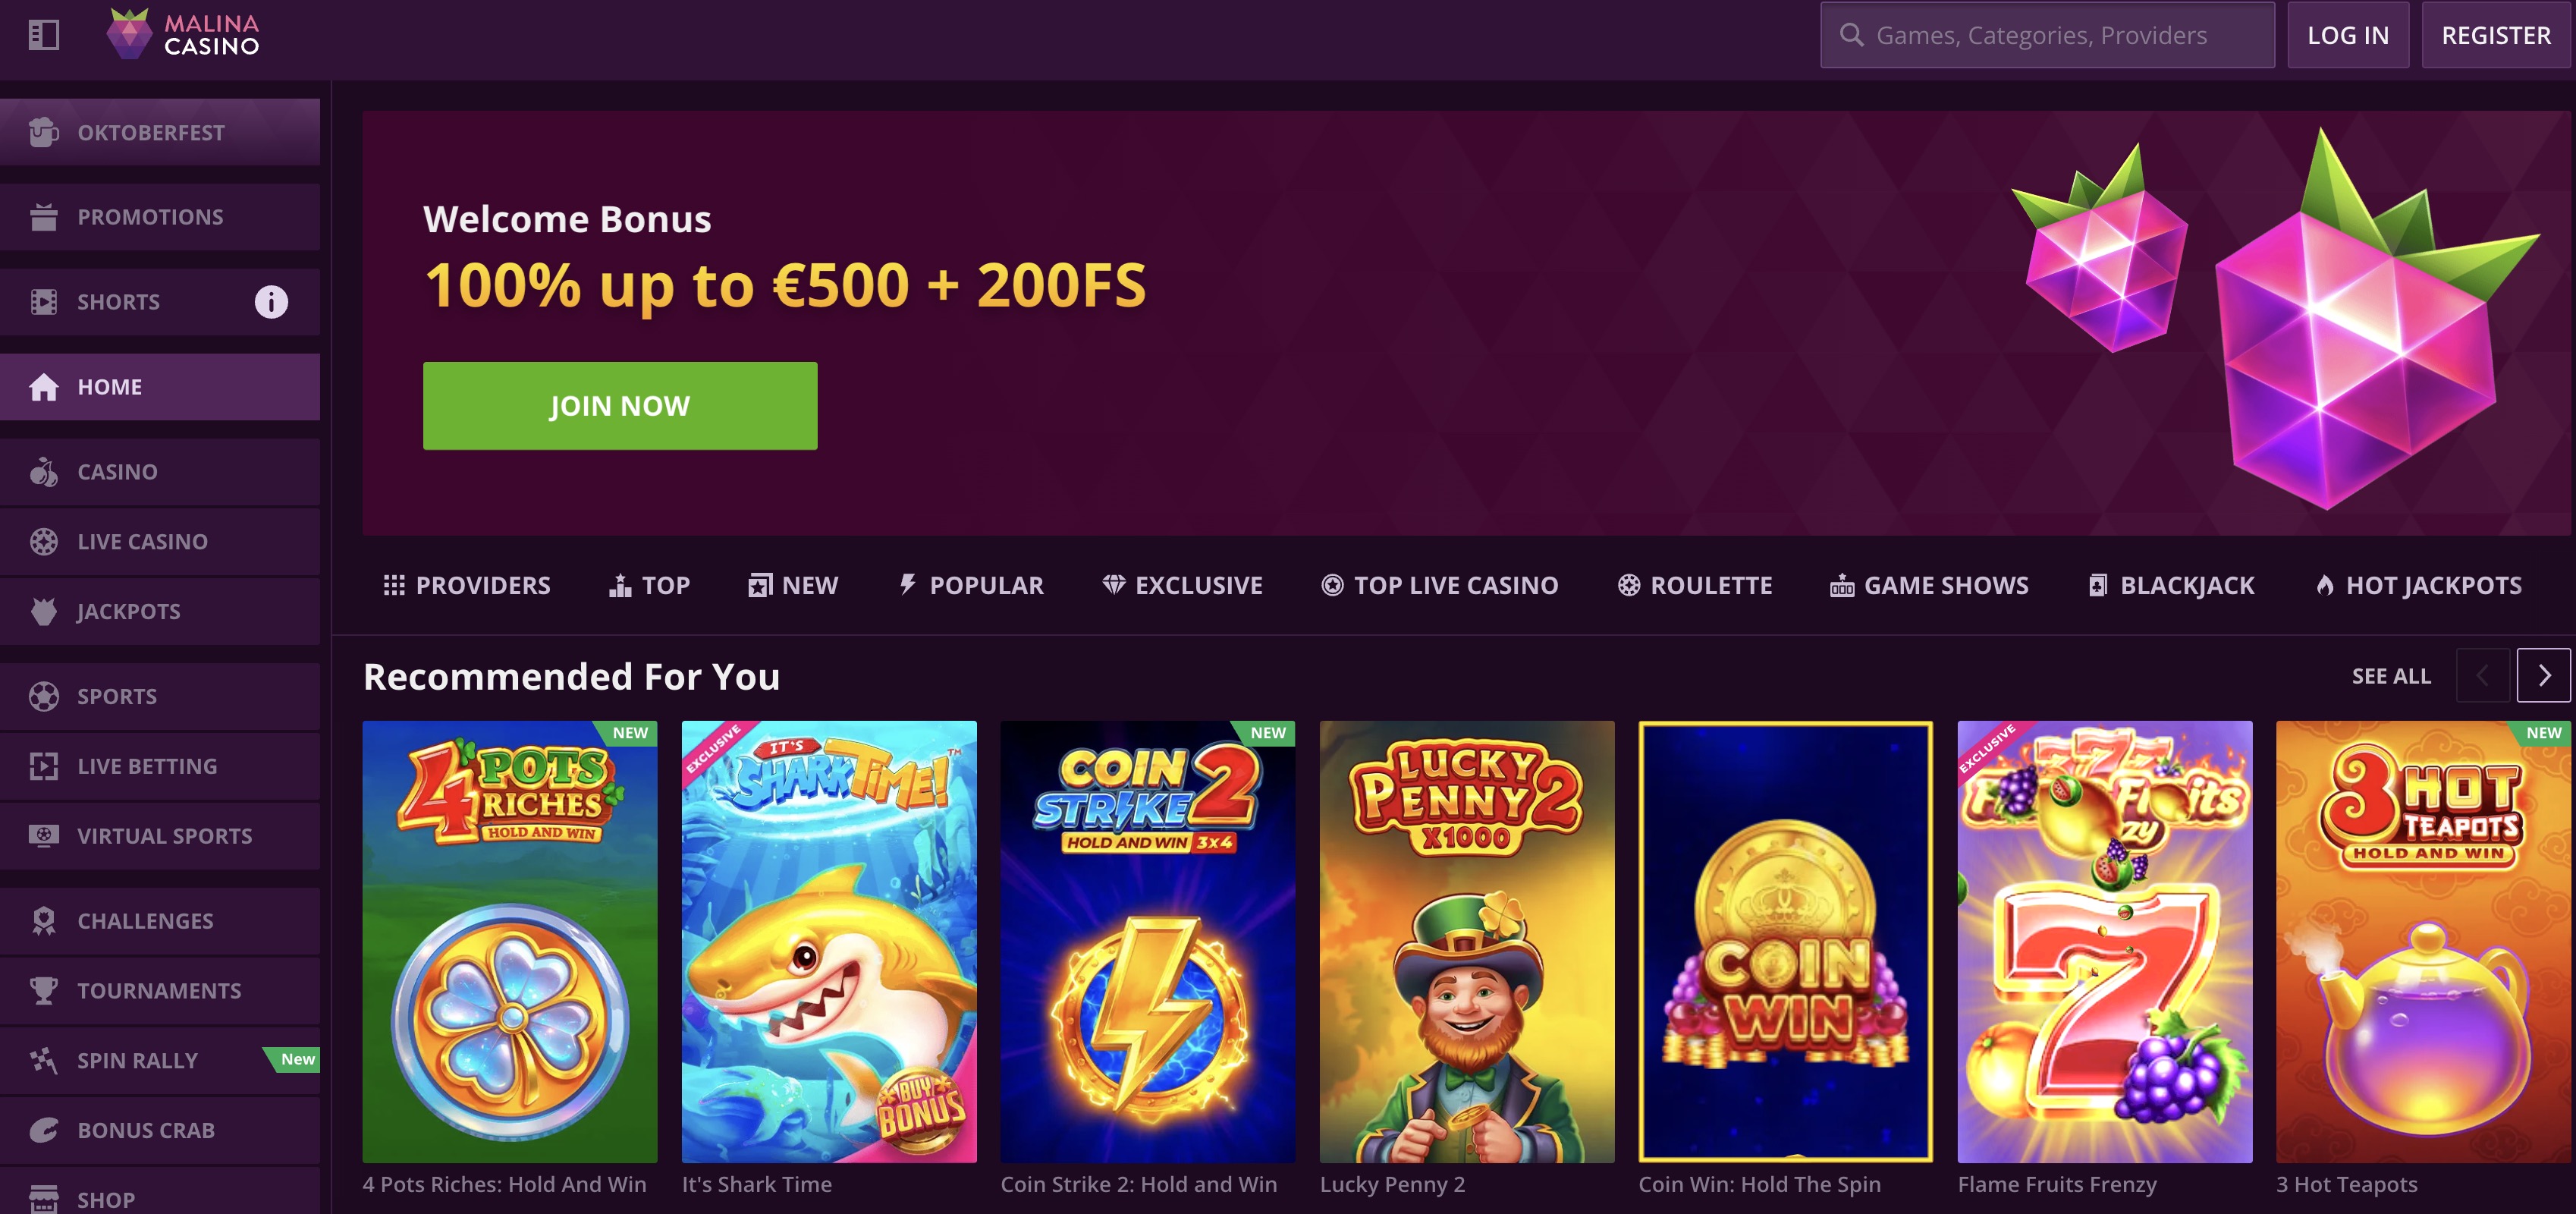 MALINA
CASINO
Games, Categories, Providers
LOG IN
REGISTER
OKTOBERFEST
PROMOTIONS
SHORTS
HOME
CASINO
LIVE CASINO
JACKPOTS
SPORTS
LIVE BETTING
VIRTUAL SPORTS
CHALLENGES
TOURNAMENTS
SPIN RALLY
New
BONUS CRAB
SHOP
Welcome Bonus
100% up to €500 + 200FS
JOIN NOW
PROVIDERS
TOP
NEW
POPULAR
EXCLUSIVE
TOP LIVE CASINO
ROULETTE
GAME SHOWS
BLACKJACK
HOT JACKPOTS
Recommended For You
SEE ALL
NEW
4 POTS
RICHES
HOLD AND WIN
4 Pots Riches: Hold And Win
EXCLUSIVE
IT'S
SHARK TIME!™
BUY
BONUS
It's Shark Time
NEW
COIN
STRIKE 2
HOLD AND WIN 3x4
Coin Strike 2: Hold and Win
LUCKY
PENNY 2
X1000
Lucky Penny 2
COIN
WIN
Coin Win: Hold The Spin
EXCLUSIVE
777
7
Flame Fruits Frenzy
NEW
3 HOT
TEAPOTS
HOLD AND WIN
3 Hot Teapots